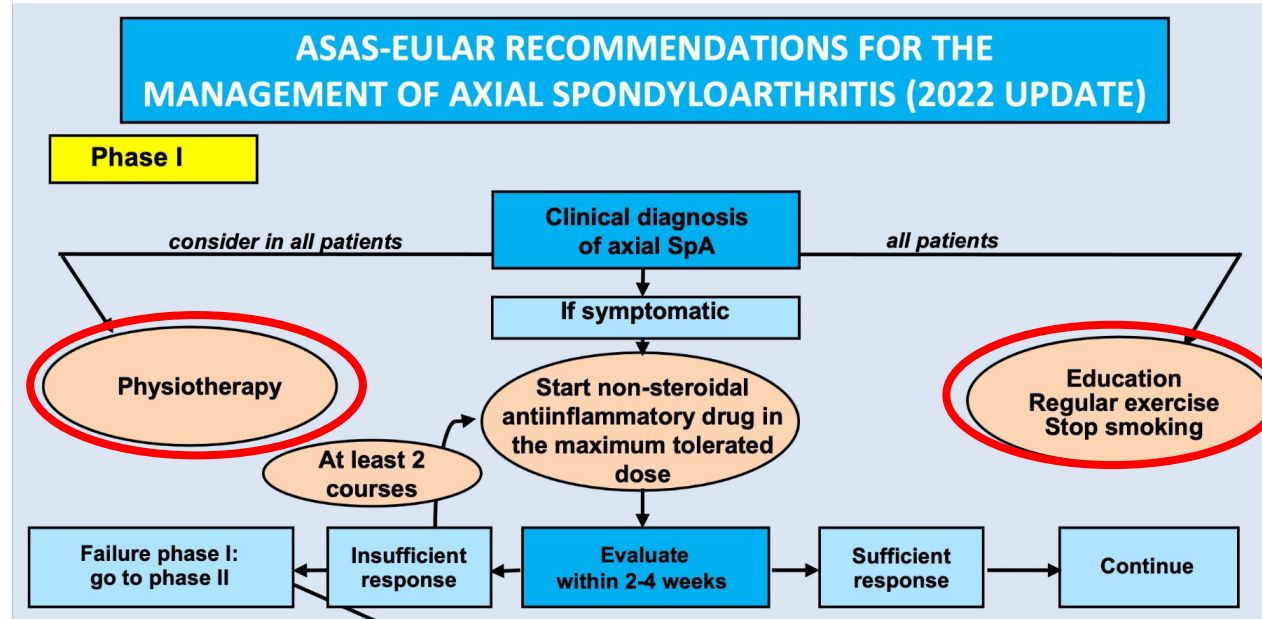 ASAS-EULAR RECOMMENDATIONS FOR THE
MANAGEMENT OF AXIAL SPONDYLOARTHRITIS (2022 UPDATE)
Phase I
Clinical diagnosis
of axial SpA
consider in all patients
all patients
If symptomatic
Physiotherapy
Start non-steroidal
antiinflammatory drug in
the maximum tolerated
dose
Education
Regular exercise
Stop smoking
At least 2
courses
Failure phase I:
go to phase II
Insufficient
response
Evaluate
within 2-4 weeks
Sufficient
response
Continue